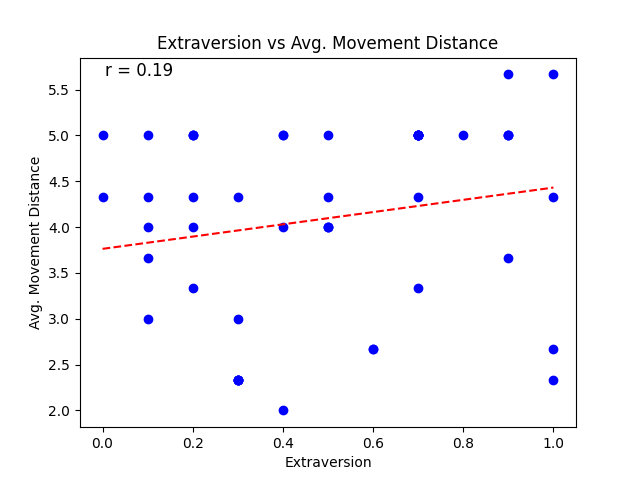 Extraversion vs Avg. Movement Distance
r = 0.19
5.5
5.0
4.5
4.0
3.5
3.0
2.5
2.0
Avg. Movement Distance
0.0 0.2 0.4 0.6 0.8 1.0
Extraversion